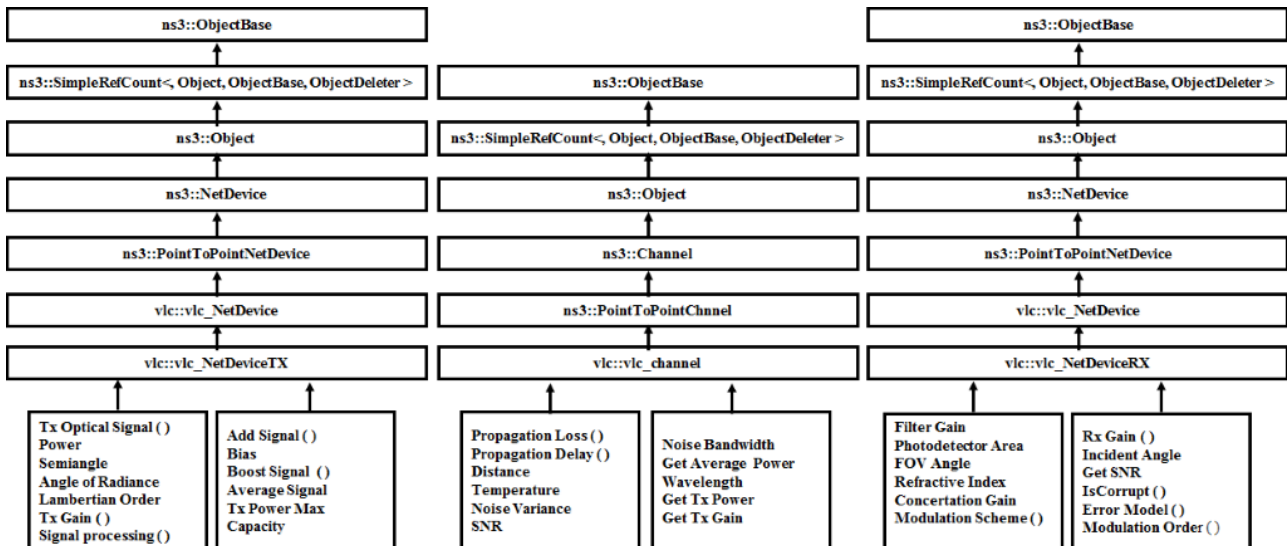 ns3::ObjectBase
ns3::SimpleRefCount<, Object, ObjectBase, ObjectDeleter >
ns3::Object
ns3::NetDevice
ns3::PointToPointNetDevice
vlc::vlc_NetDevice
vlc::vlc_NetDeviceTX
Tx Optical Signal ( )
Power
Semiangle
Angle of Radiance
Lambertian Order
Tx Gain ( )
Signal processing ( )
Add Signal ( )
Bias
Boost Signal ( )
Average Signal
Tx Power Max
Capacity
ns3::ObjectBase
ns3::SimpleRefCount<, Object, ObjectBase, ObjectDeleter >
ns3::Object
ns3::Channel
ns3::PointToPointChnnel
vlc::vlc_channel
Propagation Loss ( )
Propagation Delay ( )
Distance
Temperature
Noise Variance
SNR
Noise Bandwidth
Get Average Power
Wavelength
Get Tx Power
Get Tx Gain
ns3::ObjectBase
ns3::SimpleRefCount<, Object, ObjectBase, ObjectDeleter >
ns3::Object
ns3::NetDevice
ns3::PointToPointNetDevice
vlc::vlc_NetDevice
vlc::vlc_NetDeviceRX
Filter Gain
Photodetector Area
FOV Angle
Refractive Index
Concertation Gain
Modulation Scheme ( )
Rx Gain ( )
Incident Angle
Get SNR
IsCorrupt ( )
Error Model ( )
Modulation Order ( )